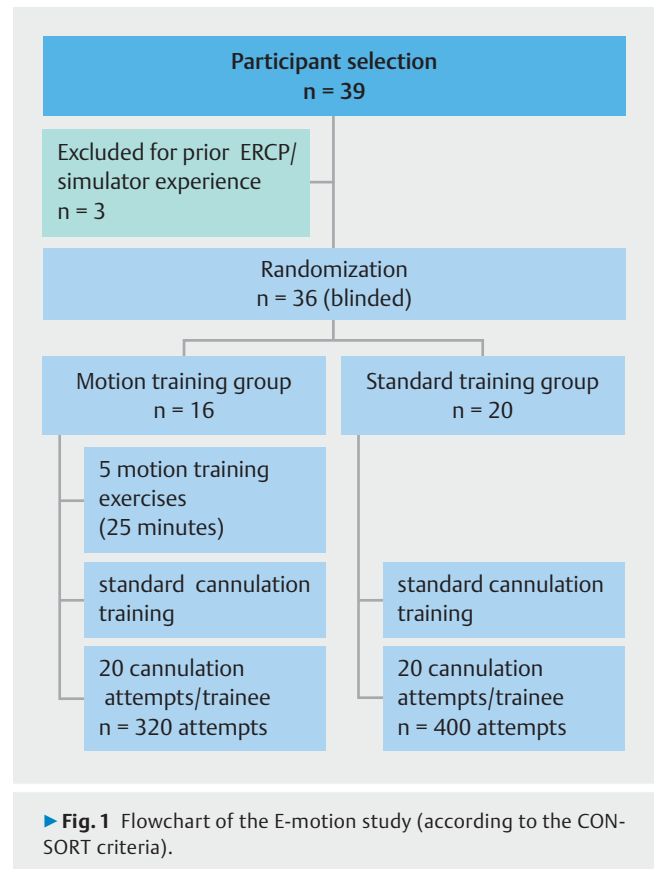 Participant selection
n = 39
Excluded for prior ERCP/
simulator experience
n = 3
Randomization
n = 36 (blinded)
Motion training group
n = 16
Standard training group
n = 20
5 motion training
exercises
(25 minutes)
standard cannulation
training
20 cannulation
attempts/trainee
n = 320 attempts
standard cannulation
training
20 cannulation
attempts/trainee
n = 400 attempts
▶ Fig. 1 Flowchart of the E-motion study (according to the CON-
SORT criteria).